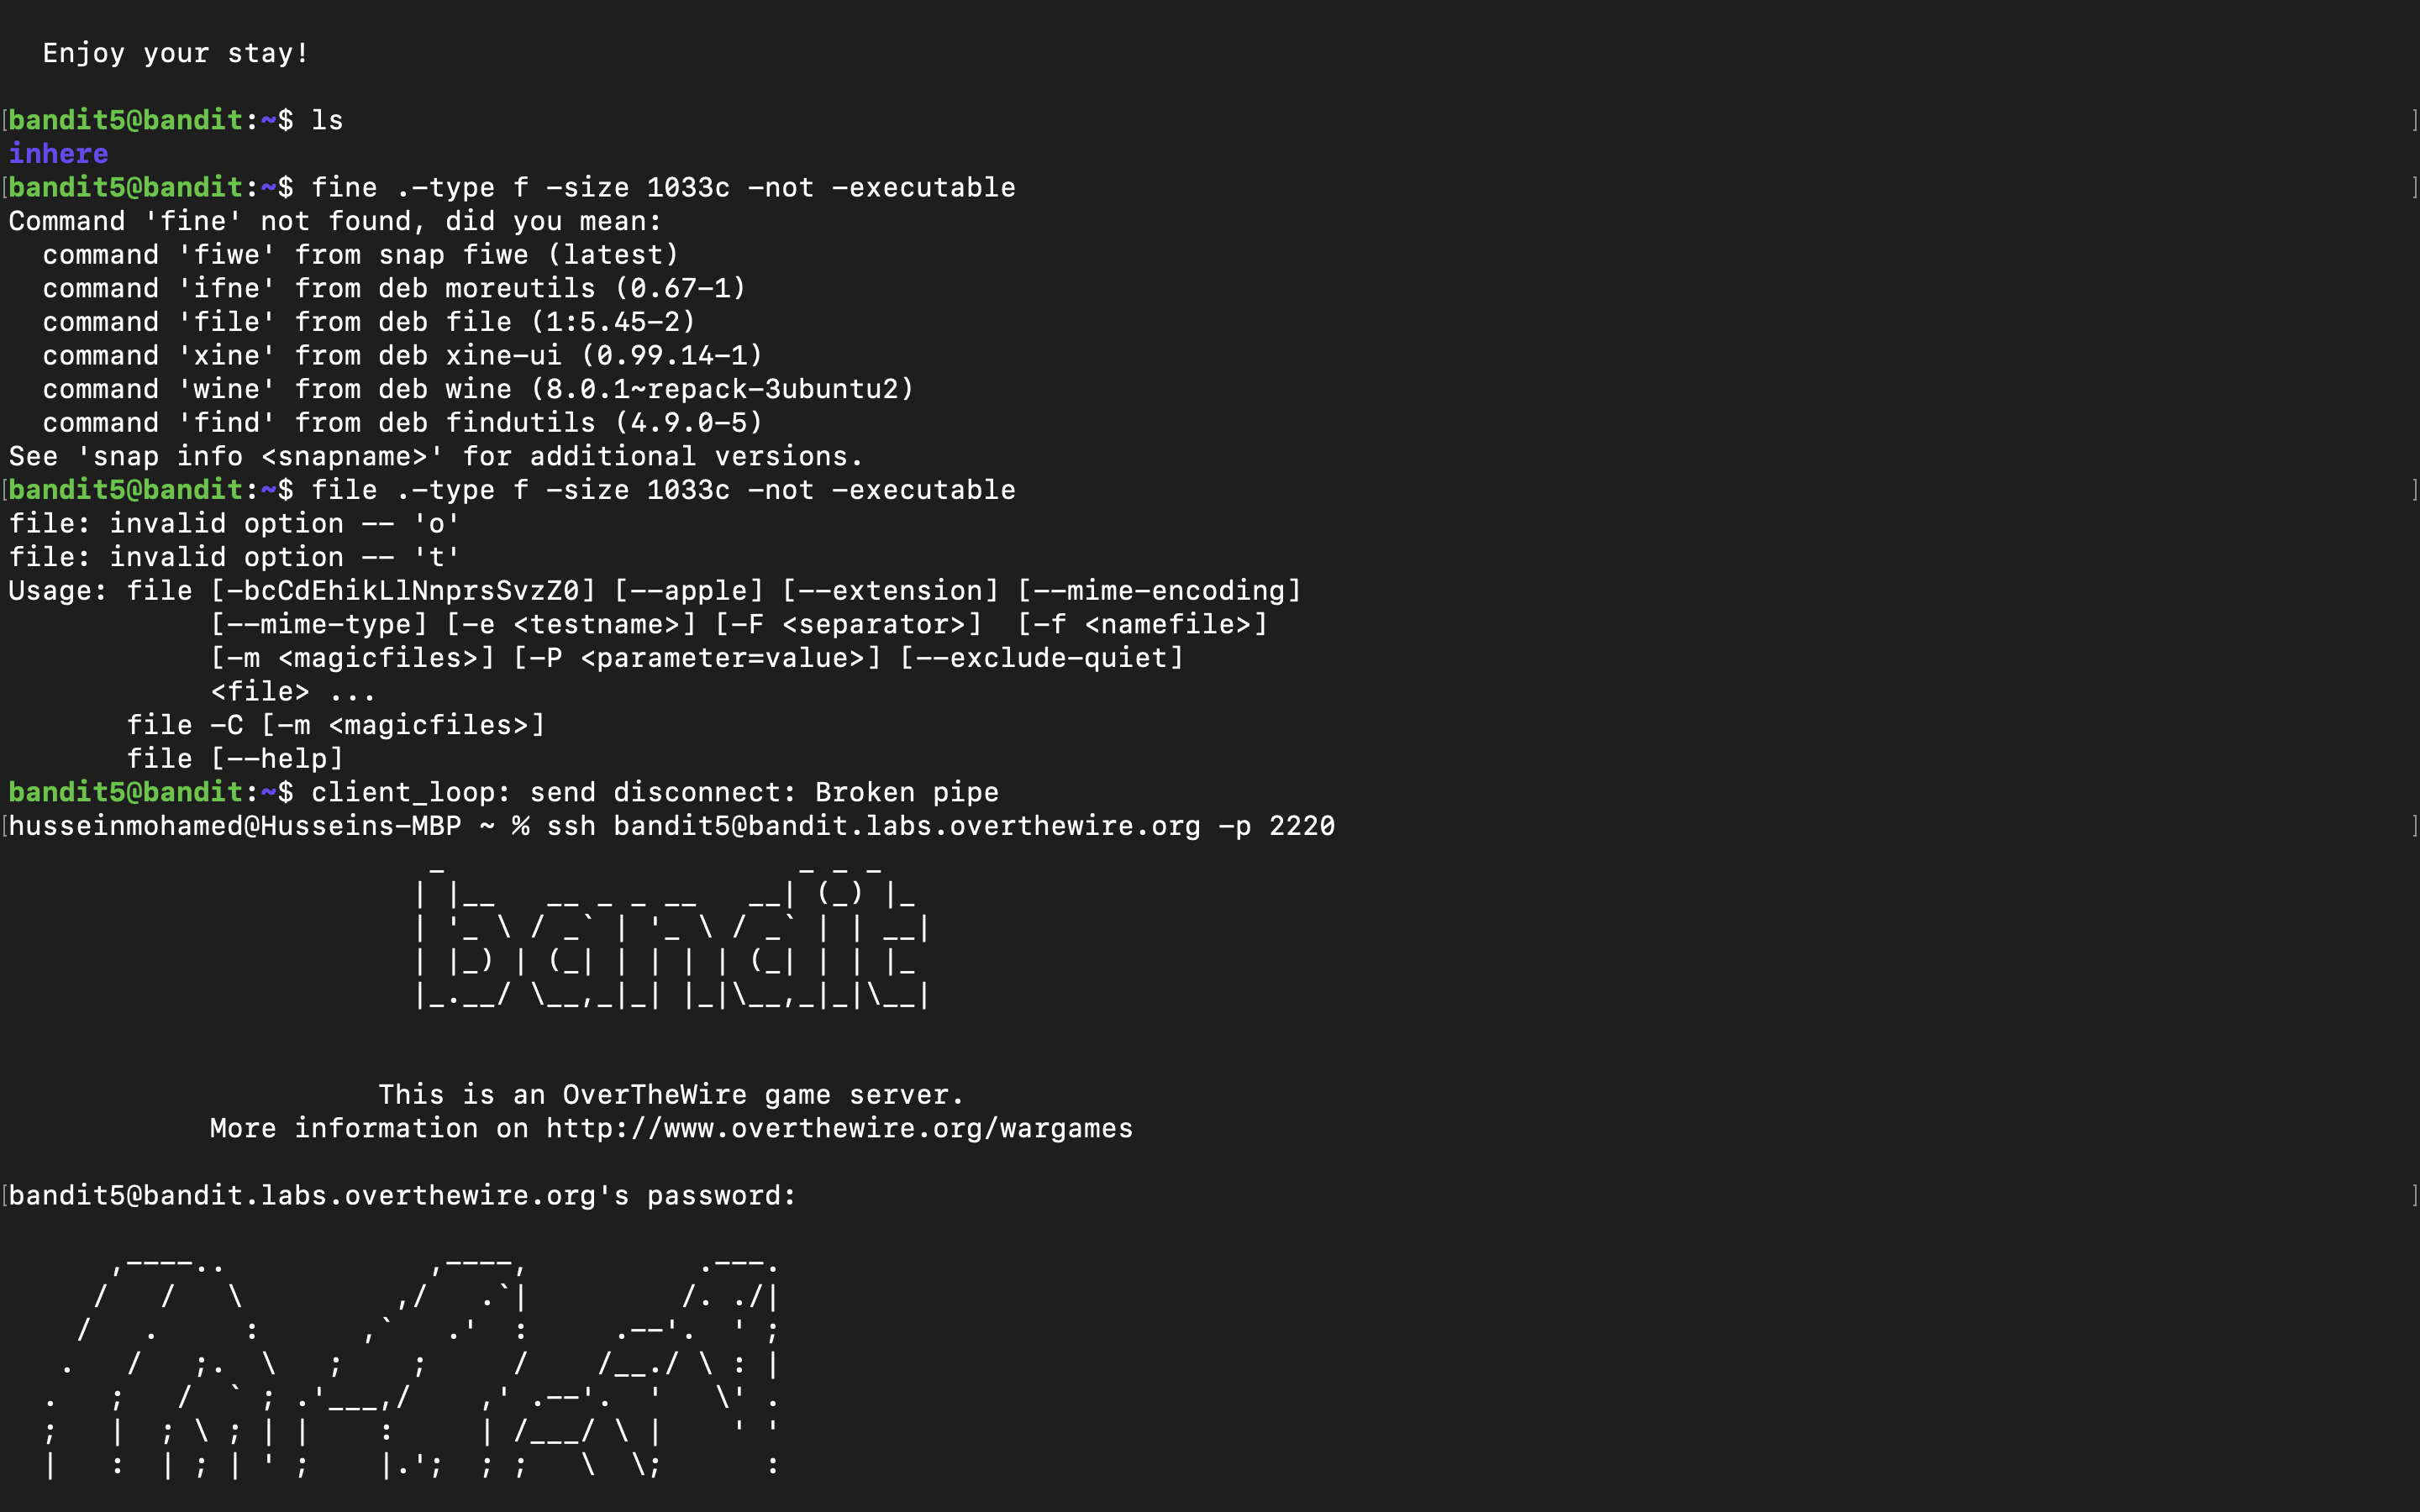 Enjoy your stay!
bandit5@bandit:~$ ls
inhere
bandit5@bandit:~$ fine .-type f -size 1033c -not -executable
Command 'fine' not found, did you mean:
  command 'fiwe' from snap fiwe (latest)
  command 'ifne' from deb moreutils (0.67-1)
  command 'file' from deb file (1:5.45-2)
  command 'xine' from deb xine-ui (0.99.14-1)
  command 'wine' from deb wine (8.0.1~repack-3ubuntu2)
  command 'find' from deb findutils (4.9.0-5)
See 'snap info <snapname>' for additional versions.
bandit5@bandit:~$ file .-type f -size 1033c -not -executable
file: invalid option -- 'o'
file: invalid option -- 't'
Usage: file [-bcCdEhikLlNnprsSvzZ0] [--apple] [--extension] [--mime-encoding]
            [--mime-type] [-e <testname>] [-F <separator>]  [-f <namefile>]
            [-m <magicfiles>] [-P <parameter=value>] [--exclude-quiet]
            <file> ...
       file -C [-m <magicfiles>]
       file [--help]
bandit5@bandit:~$ client_loop: send disconnect: Broken pipe
husseinmohamed@Husseins-MBP ~ % ssh bandit5@bandit.labs.overthewire.org -p 2220
bandit
This is an OverTheWire game server.
More information on http://www.overthewire.org/wargames
bandit5@bandit.labs.overthewire.org's password: